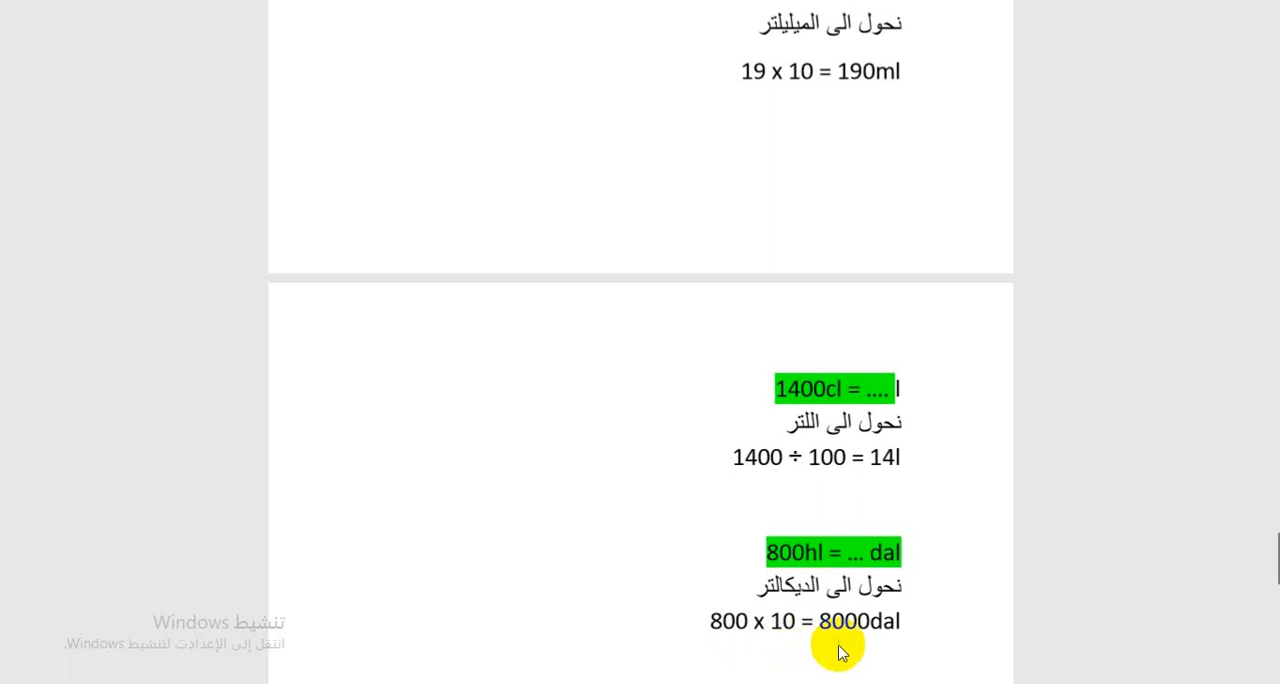 نحول الى الميليلتر
19 x 10 = 190ml
1400cl = .... l
نحول الى اللتر
1400 ÷ 100 = 14l
800hl = ... dal
نحول الى الديكالتر
800 x 10 = 8000dal
تنشيط Windows
انتقل إلى الإعدادت لتنشيط Windows.